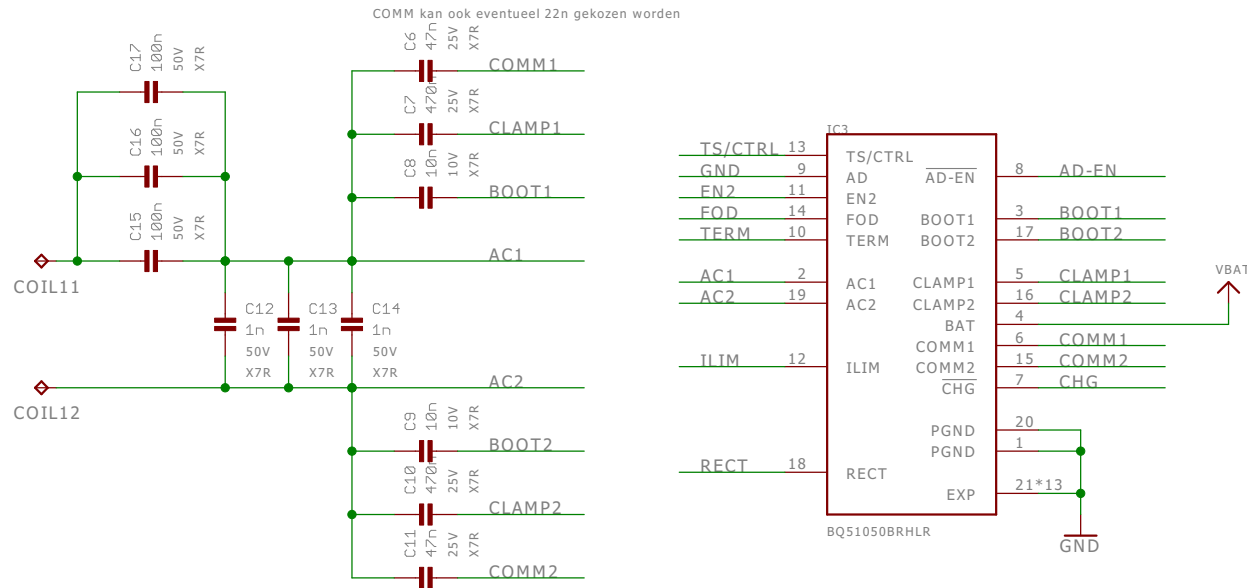 COMM kan ook eventueel 22n gekozen worden
C17
100n
50V
X7R
C16
100n
50V
X7R
C15
100n
50V
X7R
COIL11
COIL12
C6
47n
25V
X7R
COMM1
C7
470n
25V
X7R
CLAMP1
C8
10n
10V
X7R
BOOT1
AC1
C12
1n
50V
X7R
C13
1n
50V
X7R
C14
1n
50V
X7R
AC2
C9
10n
10V
X7R
BOOT2
C10
470n
25V
X7R
CLAMP2
C11
47n
25V
X7R
COMM2
IC3
TS/CTRL 13 TS/CTRL
GND 9 AD
EN2 11 EN2
FOD 14 FOD
TERM 10 TERM
AC1 2 AC1
AC2 19 AC2
ILIM 12 ILIM
RECT 18 RECT
AD-EN 8 AD-EN
BOOT1 3 BOOT1
BOOT2 17 BOOT2
CLAMP1 5 CLAMP1
CLAMP2 16 CLAMP2
BAT 4
VBAT
COMM1 6 COMM1
COMM2 15 COMM2
CHG 7 CHG
PGND 20
PGND 1
EXP 21*13
GND
BQ51050BRHLR